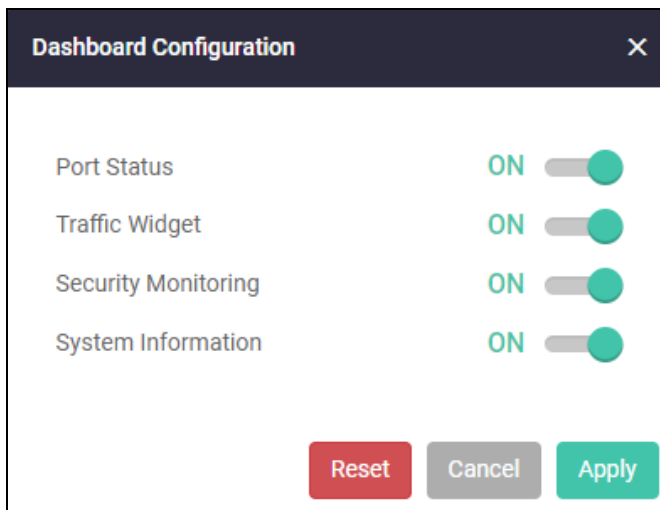 Dashboard Configuration ×
Port Status ON
Traffic Widget ON
Security Monitoring ON
System Information ON
Reset Cancel Apply